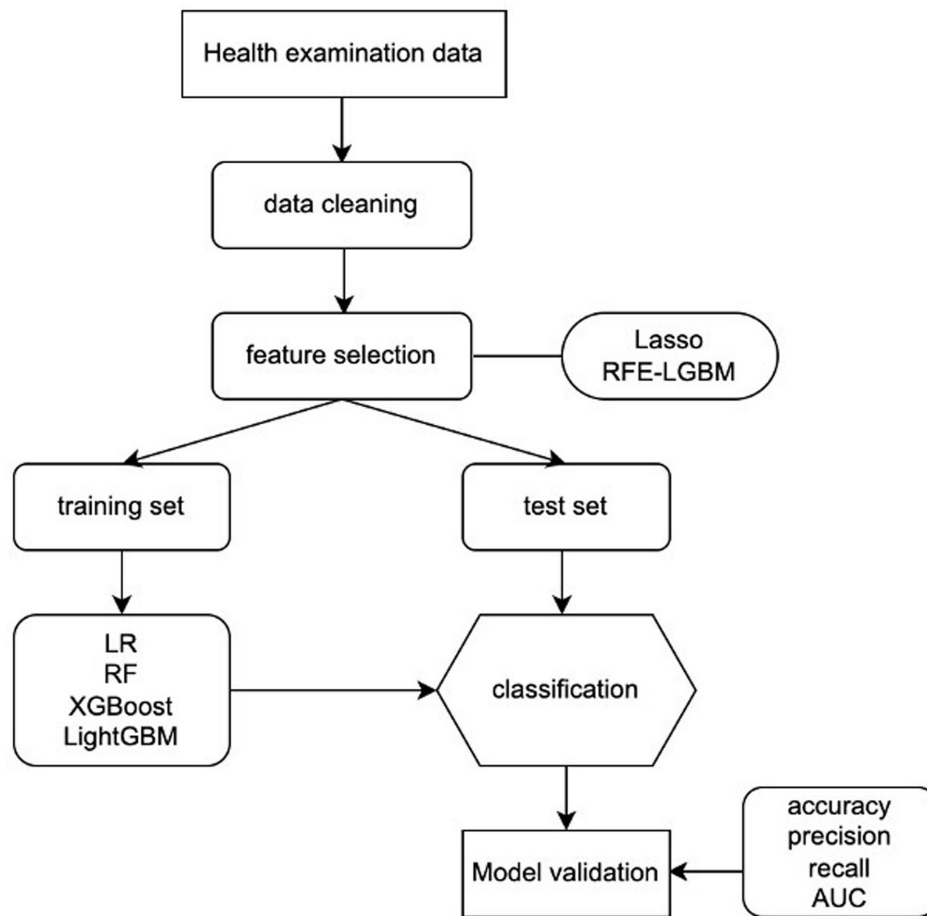 Health examination data
data cleaning
feature selection
Lasso
RFE-LGBM
training set
test set
LR
RF
XGBoost
LightGBM
classification
Model validation
accuracy
precision
recall
AUC